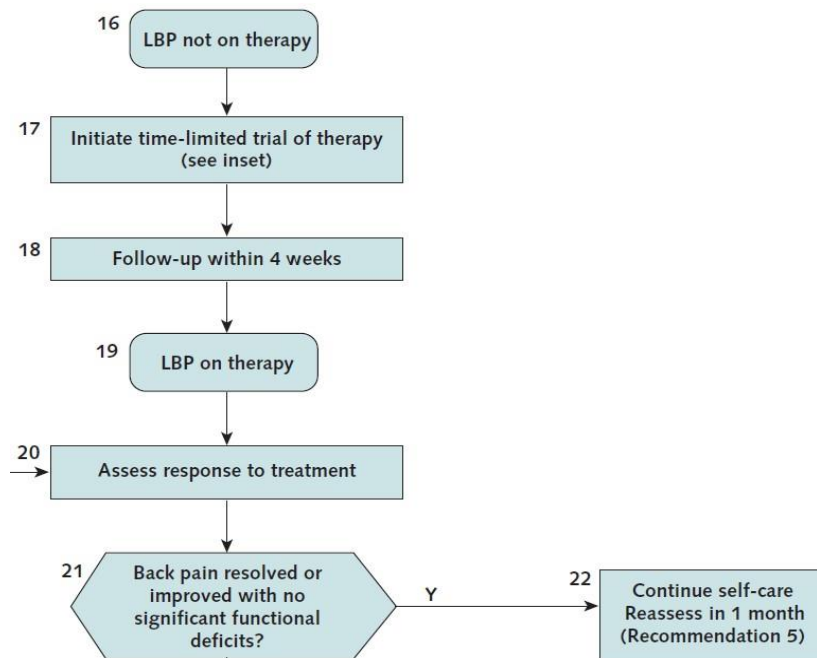 16
LBP not on therapy
17
Initiate time-limited trial of therapy
(see inset)
18
Follow-up within 4 weeks
19
LBP on therapy
20
Assess response to treatment
21
Back pain resolved or
improved with no
significant functional
deficits?
Y
22
Continue self-care
Reassess in 1 month
(Recommendation 5)